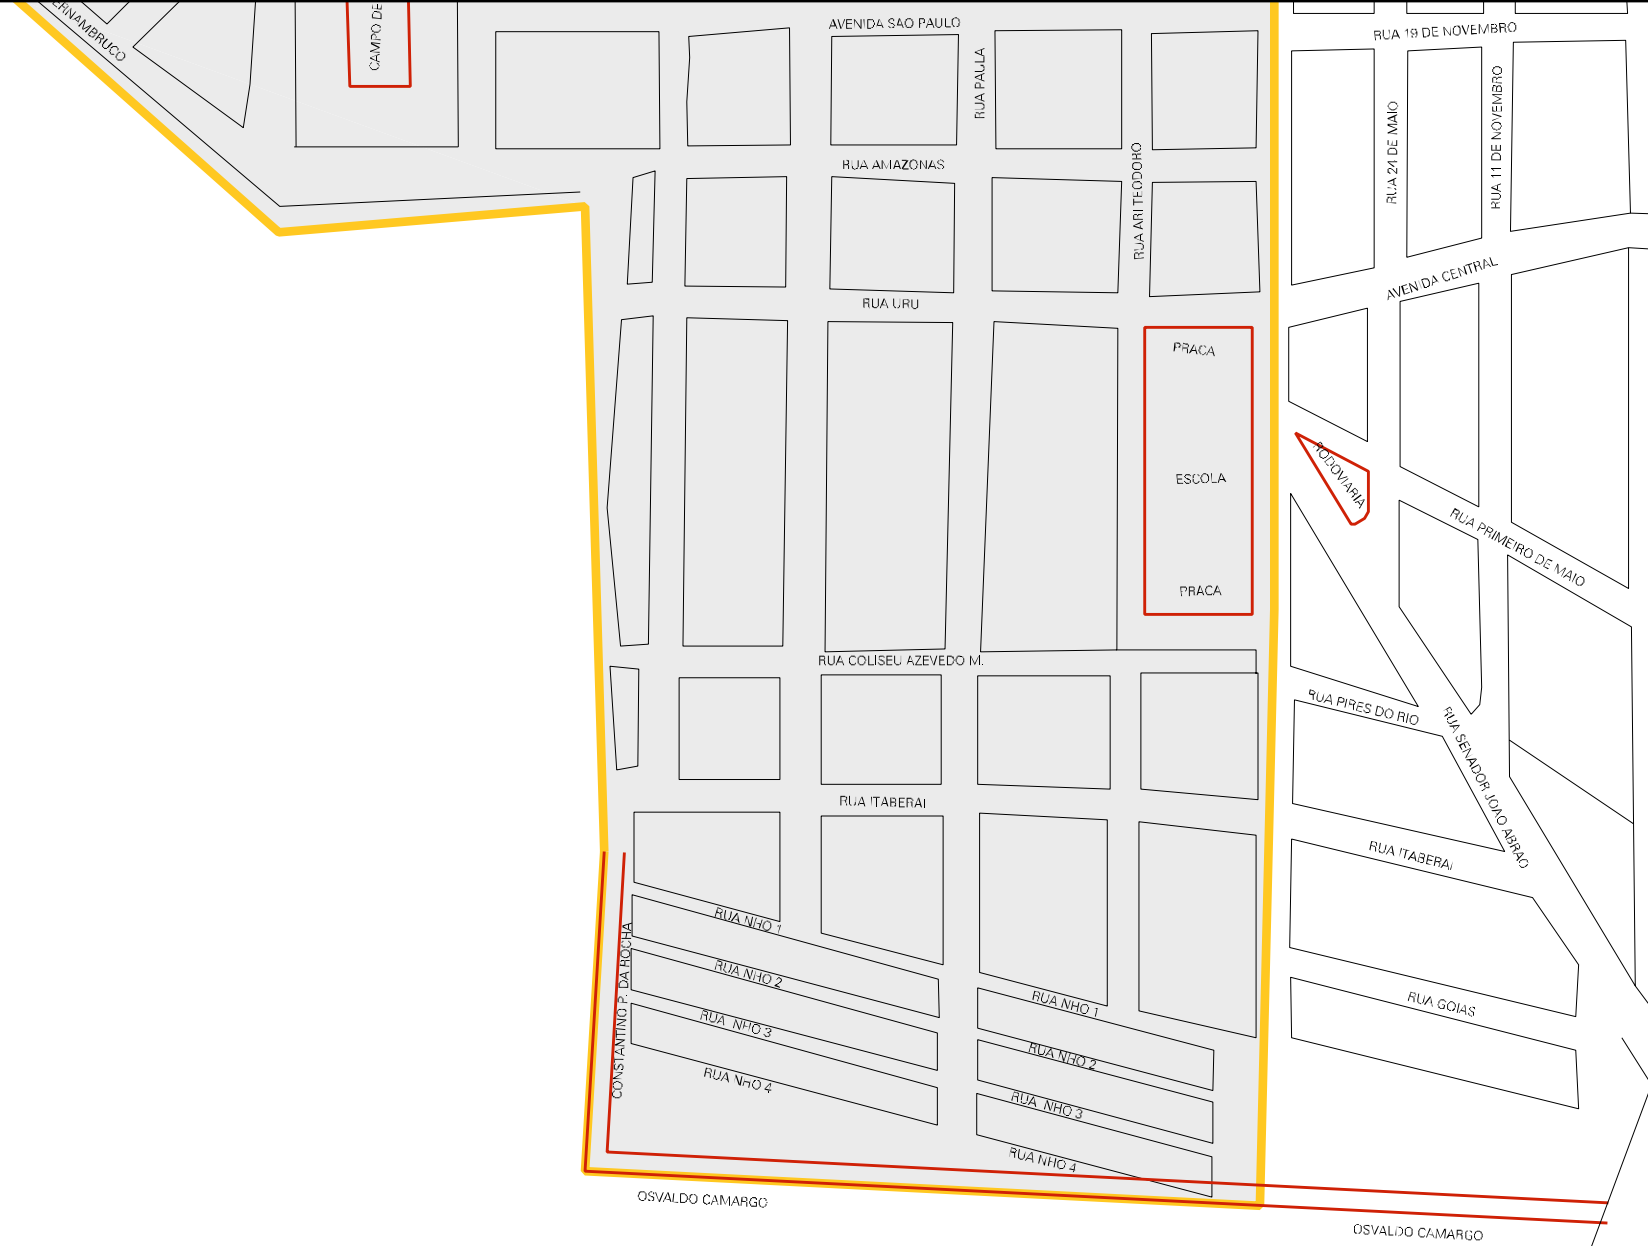 ERNAMBRUCO
CAMPO DE
AVENIDA SAO PAULO
RUA 19 DE NOVEMBRO
RUA PAULA
RUA 24 DE MAIO
RUA 11 DE NOVEMBRO
RUA AMAZONAS
RUA ARI TEODORO
AVENIDA CENTRAL
RUA URU
PRACA
RODOVIARIA
ESCOLA
RUA PRIMEIRO DE MAIO
PRACA
RUA COLISEU AZEVEDO M.
RUA PIRES DO RIO
RUA SENADOR JOAO ABRAO
RUA ITABERAI
RUA ITABERAI
RUA NHO 1
CONSTANTINO P. DA ROCHA
RUA NHO 2
RUA NHO 1
RUA GOIAS
RUA NHO 3
RUA NHO 2
RUA NHO 4
RUA NHO 3
RUA NHO 4
OSVALDO CAMARGO
OSVALDO CAMARGO